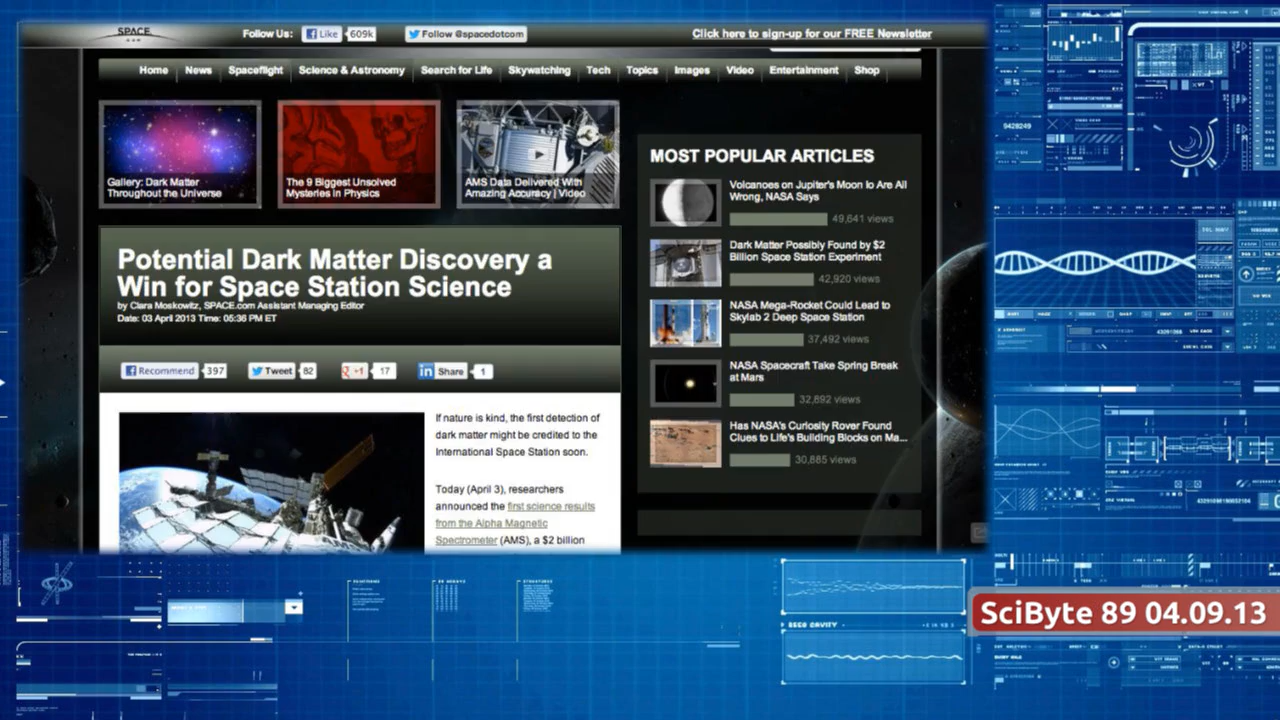 SPACE
Follow Us:
Like
609k
Follow @spacedotcom
Click here to sign-up for our FREE Newsletter
Home
News
Spaceflight
Science & Astronomy
Search for Life
Skywatching
Tech
Topics
Images
Video
Entertainment
Shop
Gallery: Dark Matter
Throughout the Universe
The 9 Biggest Unsolved
Mysteries in Physics
AMS Data Delivered With
Amazing Accuracy | Video
Potential Dark Matter Discovery a
Win for Space Station Science
by Clara Moskowitz, SPACE.com Assistant Managing Editor
Date: 03 April 2013 Time: 05:36 PM ET
Recommend
397
Tweet
82
+1
17
Share
1
If nature is kind, the first detection of
dark matter might be credited to the
International Space Station soon.
Today (April 3), researchers
announced the first science results
from the Alpha Magnetic
Spectrometer (AMS), a $2 billion
MOST POPULAR ARTICLES
Volcanoes on Jupiter's Moon Io Are All
Wrong, NASA Says
49,641 views
Dark Matter Possibly Found by $2
Billion Space Station Experiment
42,920 views
NASA Mega-Rocket Could Lead to
Skylab 2 Deep Space Station
37,492 views
NASA Spacecraft Take Spring Break
at Mars
32,892 views
Has NASA's Curiosity Rover Found
Clues to Life's Building Blocks on Ma...
30,885 views
9428249
SciByte 89 04.09.13